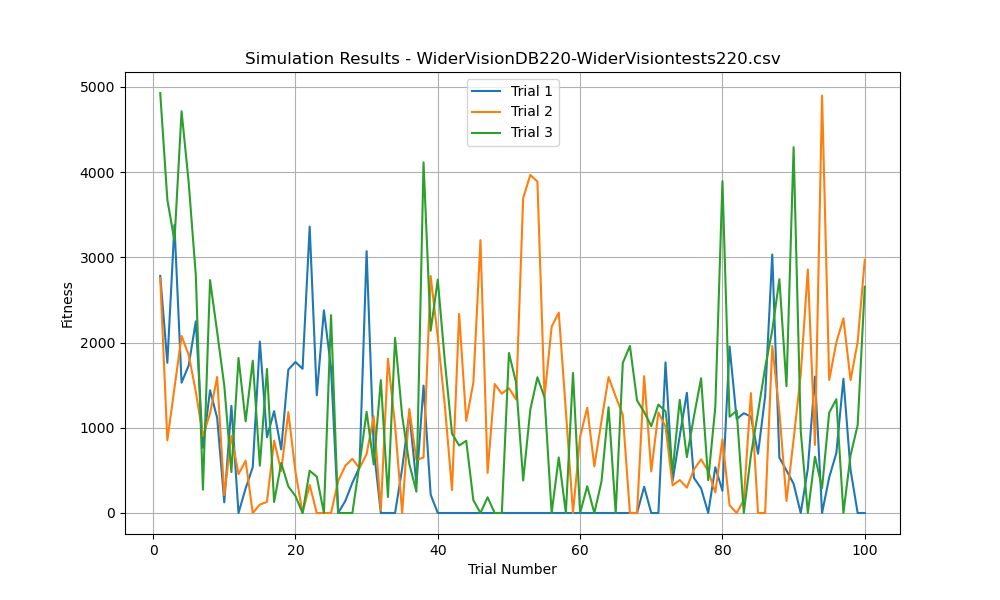 Simulation Results - WiderVisionDB220-WiderVisiontests220.csv
Trial 1
Trial 2
Trial 3
Fitness
5000
4000
3000
2000
1000
0
0 20 40 60 80 100
Trial Number